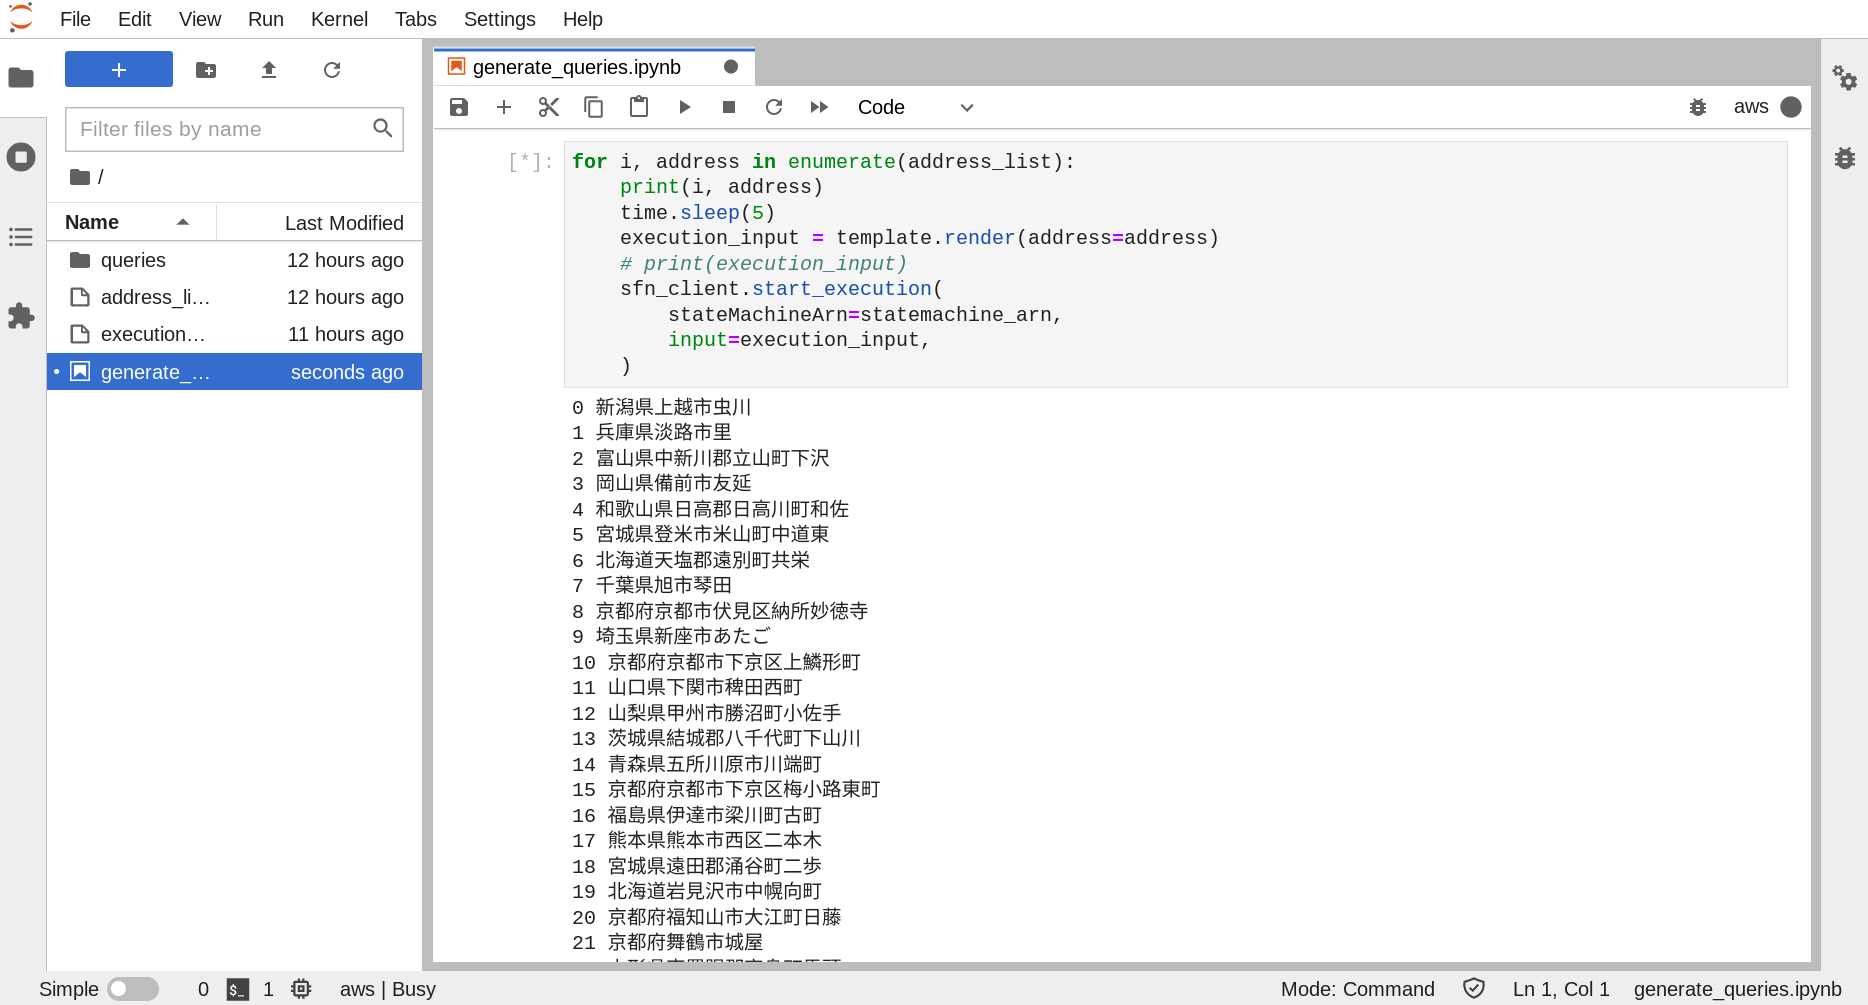 File Edit View Run Kernel Tabs Settings Help
Filter files by name
/
Name Last Modified
queries 12 hours ago
address_li… 12 hours ago
execution… 11 hours ago
generate_… seconds ago
generate_queries.ipynb
Code
aws
[*]:
for i, address in enumerate(address_list):
    print(i, address)
    time.sleep(5)
    execution_input = template.render(address=address)
    # print(execution_input)
    sfn_client.start_execution(
        stateMachineArn=statemachine_arn,
        input=execution_input,
    )
0 新潟県上越市虫川
1 兵庫県淡路市里
2 富山県中新川郡立山町下沢
3 岡山県備前市友延
4 和歌山県日高郡日高川町和佐
5 宮城県登米市米山町中道東
6 北海道天塩郡遠別町共栄
7 千葉県旭市琴田
8 京都府京都市伏見区納所妙徳寺
9 埼玉県新座市あたご
10 京都府京都市下京区上鱗形町
11 山口県下関市稗田西町
12 山梨県甲州市勝沼町小佐手
13 茨城県結城郡八千代町下山川
14 青森県五所川原市川端町
15 京都府京都市下京区梅小路東町
16 福島県伊達市梁川町古町
17 熊本県熊本市西区二本木
18 宮城県遠田郡涌谷町二歩
19 北海道岩見沢市中幌向町
20 京都府福知山市大江町日藤
21 京都府舞鶴市城屋
Simple 0 $_ 1 aws | Busy Mode: Command Ln 1, Col 1 generate_queries.ipynb